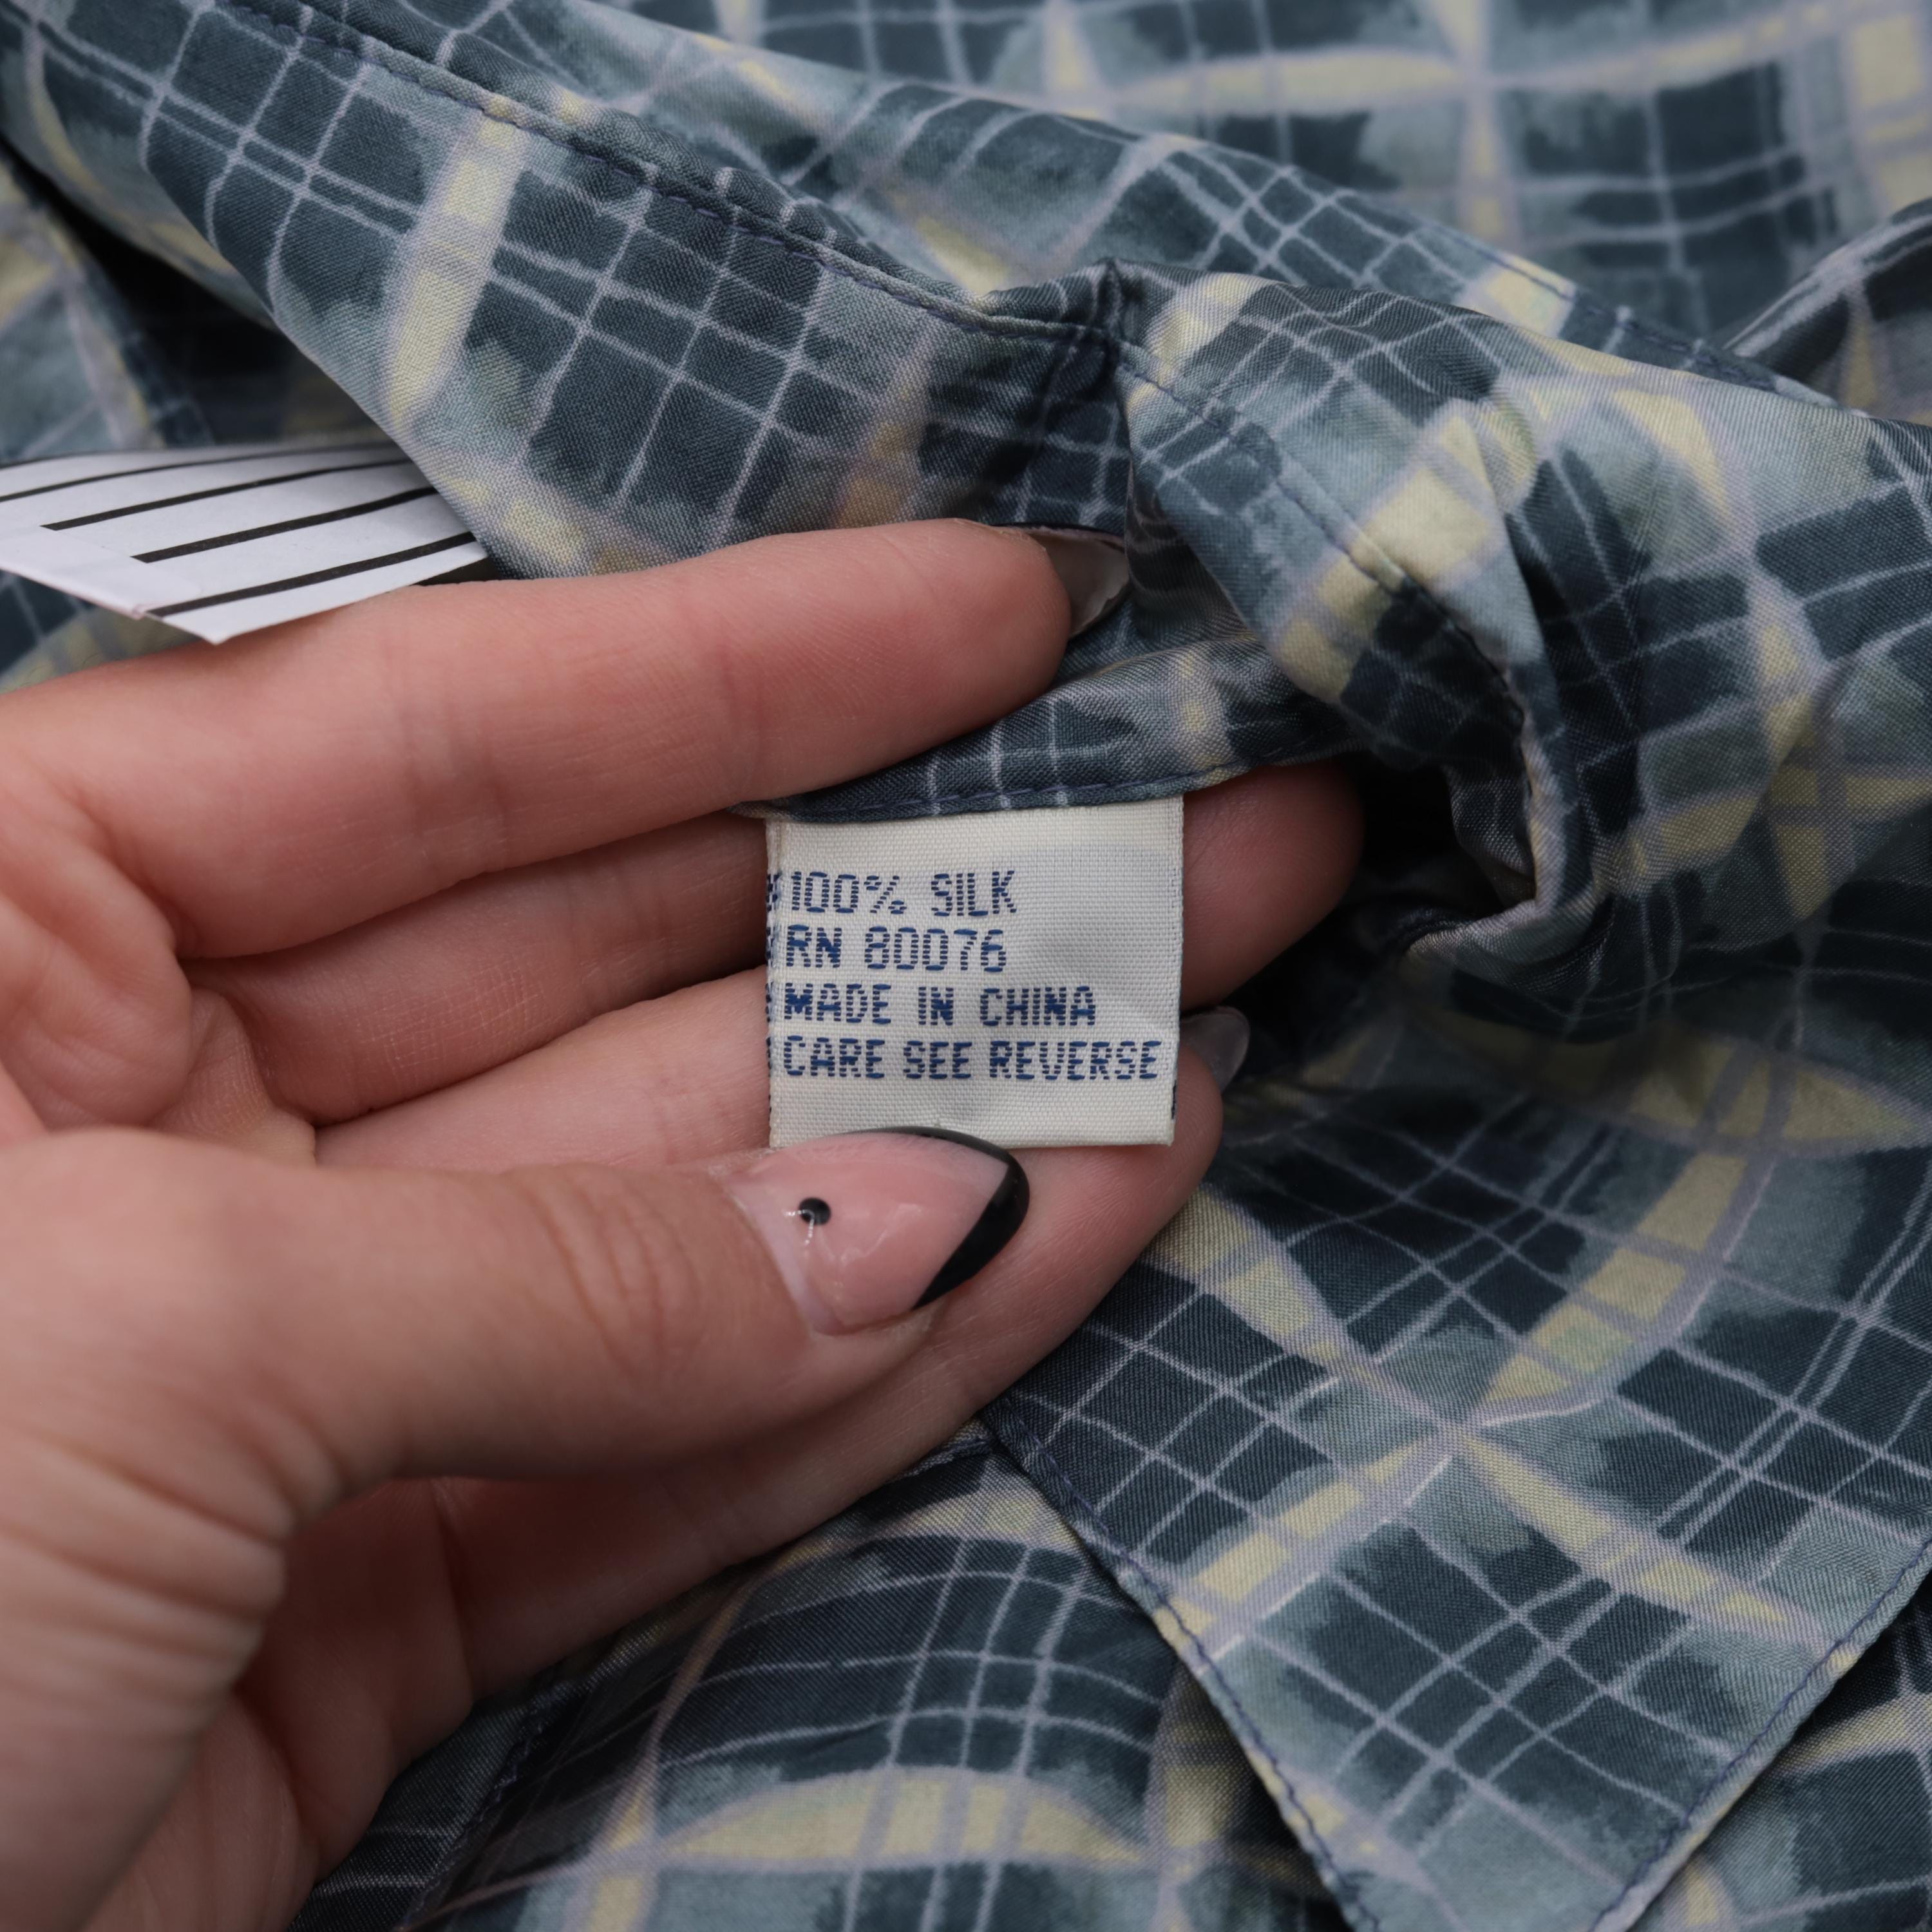 100% SILK
RN 80076
MADE IN CHINA
CARE SEE REVERSE